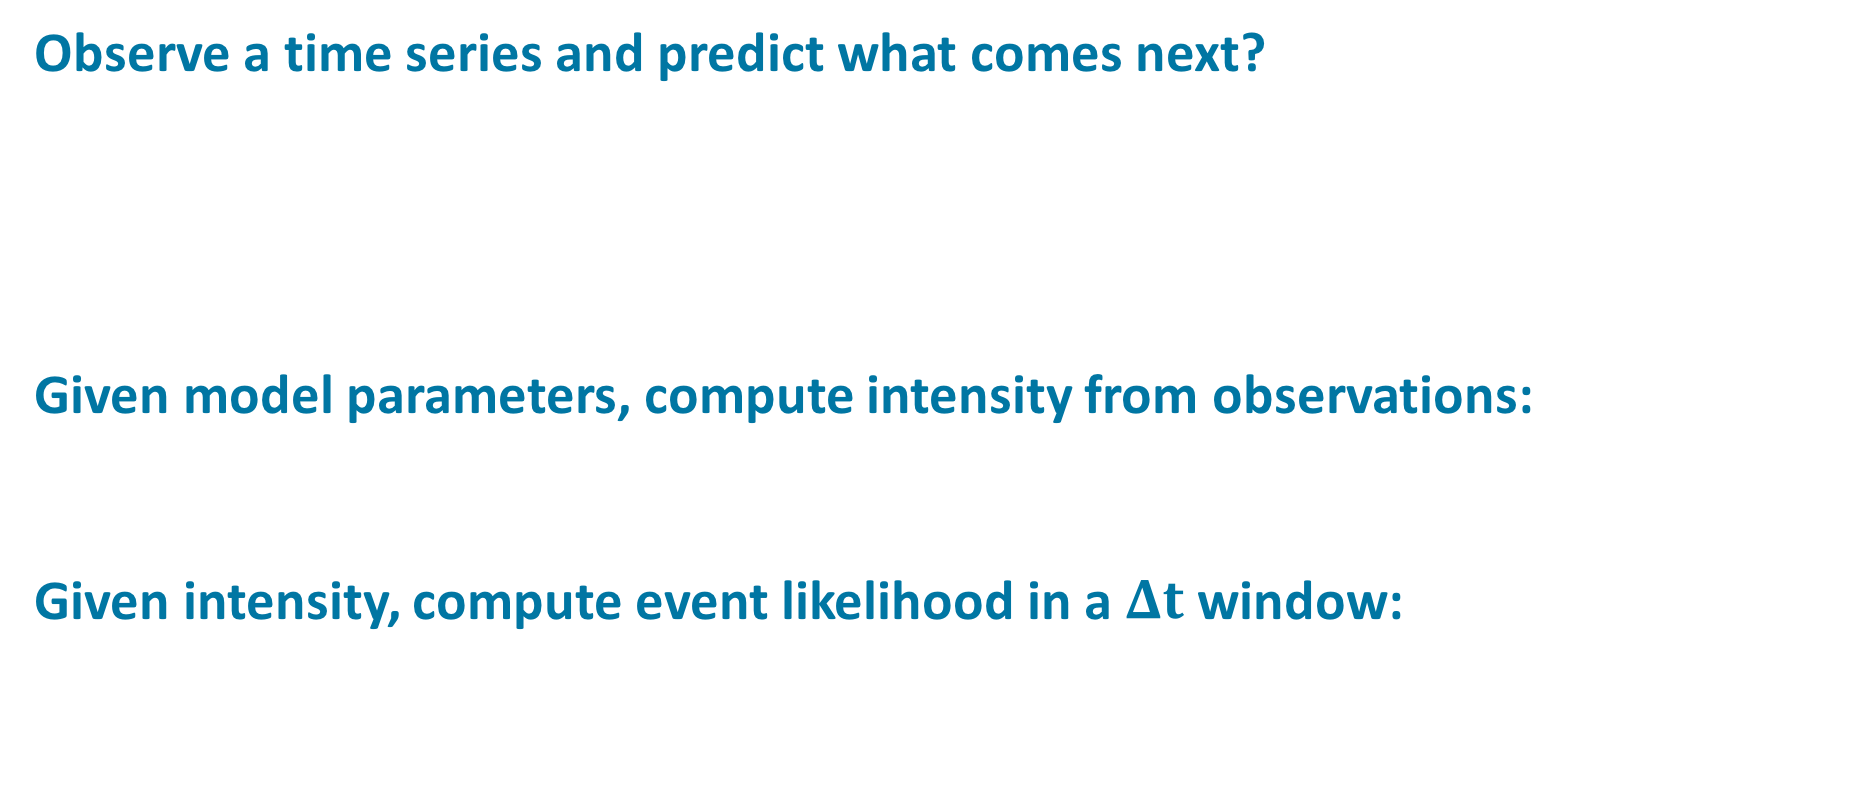 Observe a time series and predict what comes next?
Given model parameters, compute intensity from observations:
Given intensity, compute event likelihood in a Δt window: